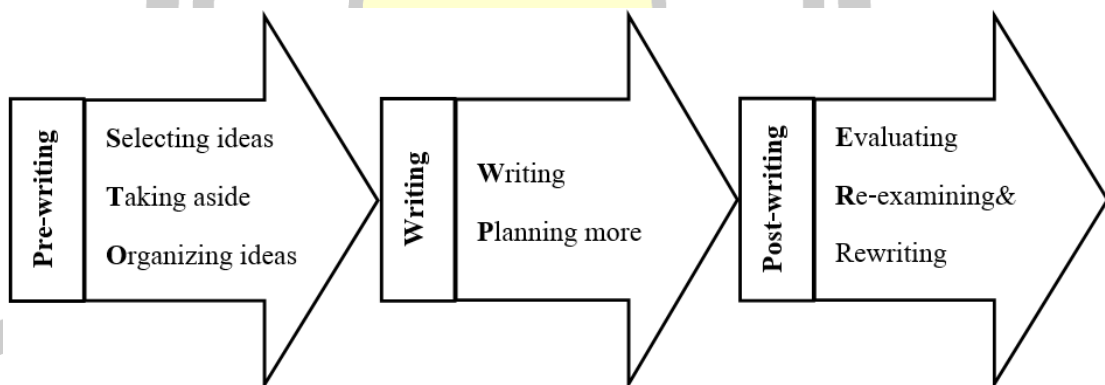 Pre-writing
Selecting ideas
Taking aside
Organizing ideas
Writing
Writing
Planning more
Post-writing
Evaluating
Re-examining&
Rewriting